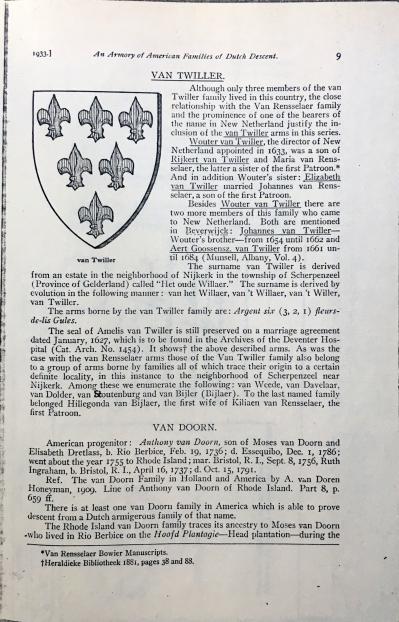 1933.] An Armory of American Families of Dutch Descent. 9
VAN TWILLER.
Although only three members of the van
Twiller family lived in this country, the close
relationship with the Van Rensselaer family
and the prominence of one of the bearers of
the name in New Netherland justify the in-
clusion of the van Twiller arms in this series.
Wouter van Twiller, the director of New
Netherland appointed in 1633, was a son of
Rijkert van Twiller and Maria van Rens-
selaer, the latter a sister of the first Patroon.*
And in addition Wouter's sister: Elizabeth
van Twiller married Johannes van Rens-
selaer, a son of the first Patroon.
Besides Wouter van Twiller there are
two more members of this family who came
to New Netherland. Both are mentioned
in Beverwijck: Johannes van Twiller—
Wouter's brother—from 1654 until 1662 and
Aert Goossensz. van Twiller from 1661 un-
til 1684 (Munsell, Albany, Vol. 4).
van Twiller
The surname van Twiller is derived
from an estate in the neighborhood of Nijkerk in the township of Scherpenzeel
(Province of Gelderland) called "Het oude Willaer." The surname is derived by
evolution in the following manner: van het Willaer, van 't Willaer, van 't Willer,
van Twiller.
The arms borne by the van Twiller family are: Argent six (3, 2, 1) fleurs-
de-lis Gules.
The seal of Amelis van Twiller is still preserved on a marriage agreement
dated January, 1627, which is to be found in the Archives of the Deventer Hos-
pital (Cat. Arch. No. 1454). It shows† the above described arms. As was the
case with the van Rensselaer arms those of the Van Twiller family also belong
to a group of arms borne by families all of which trace their origin to a certain
definite locality, in this instance to the neighborhood of Scherpenzeel near
Nijkerk. Among these we enumerate the following: van Weede, van Davelaar,
van Dolder, van Stoutenburg and van Bijler (Bijlaer). To the last named family
belonged Hillegonda van Bijlaer, the first wife of Kiliaen van Rensselaer, the
first Patroon.
VAN DOORN.
American progenitor: Anthony van Doorn, son of Moses van Doorn and
Elisabeth Dretlass, b. Rio Berbice, Feb. 19, 1736; d. Essequibo, Dec. 1, 1786;
went about the year 1755 to Rhode Island; mar. Bristol, R. I., Sept. 8, 1756, Ruth
Ingraham, b. Bristol, R. I., April 16, 1737; d. Oct. 15, 1791.
Ref. The van Doorn Family in Holland and America by A. van Doren
Honeyman, 1909. Line of Anthony van Doorn of Rhode Island. Part 8, p.
659 ff.
There is at least one van Doorn family in America which is able to prove
descent from a Dutch armigerous family of that name.
The Rhode Island van Doorn family traces its ancestry to Moses van Doorn
who lived in Rio Berbice on the Hoofd Plantagie—Head plantation—during the
*Van Rensselaer Bowier Manuscripts.
†Heraldieke Bibliotheek 1881, pages 38 and 88.